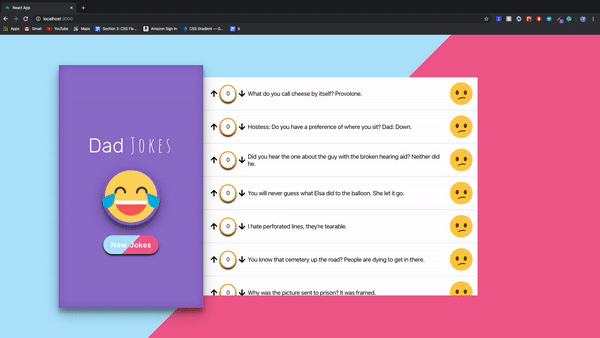 React App
localhost:3000
Apps
Gmail
YouTube
Maps
Section 3: CSS Fle...
Amazon Sign In
CSS Gradient — G...
Dad Jokes
New Jokes
0
What do you call cheese by itself? Provolone.
0
Hostess: Do you have a preference of where you sit? Dad: Down.
0
Did you hear the one about the guy with the broken hearing aid? Neither did
he.
0
You will never guess what Elsa did to the balloon. She let it go.
0
I hate perforated lines, they're tearable.
0
You know that cemetery up the road? People are dying to get in there.
0
Why was the picture sent to prison? It was framed.